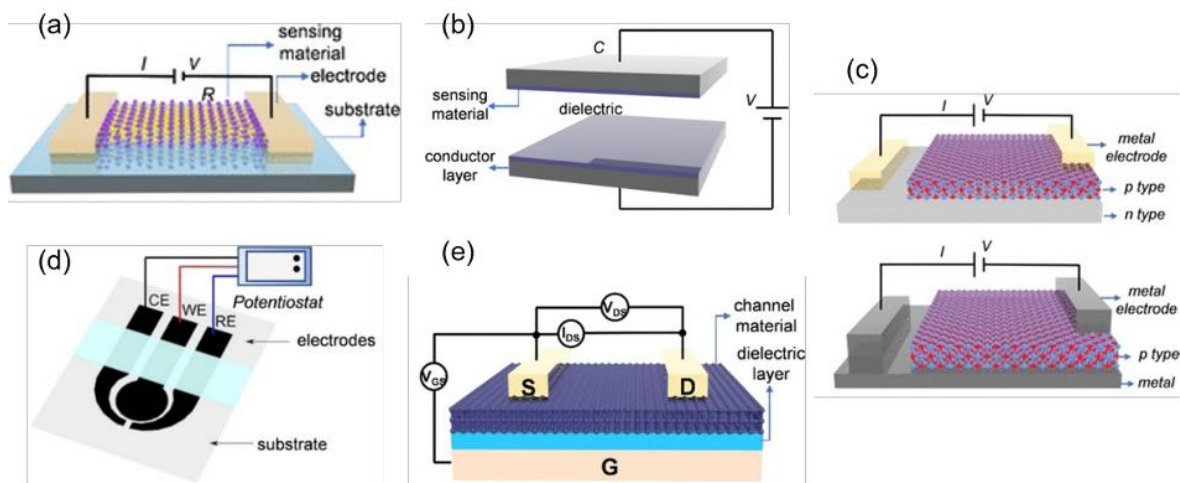 (a)
sensing
material
electrode
substrate
I
V
R
(b)
C
sensing
material
dielectric
V
conductor
layer
(c)
I
V
metal
electrode
p type
n type
I
V
metal
electrode
p type
metal
(d)
CE
WE
RE
Potentiostat
electrodes
substrate
(e)
V_DS
I_DS
V_GS
S
D
channel
material
dielectric
layer
G